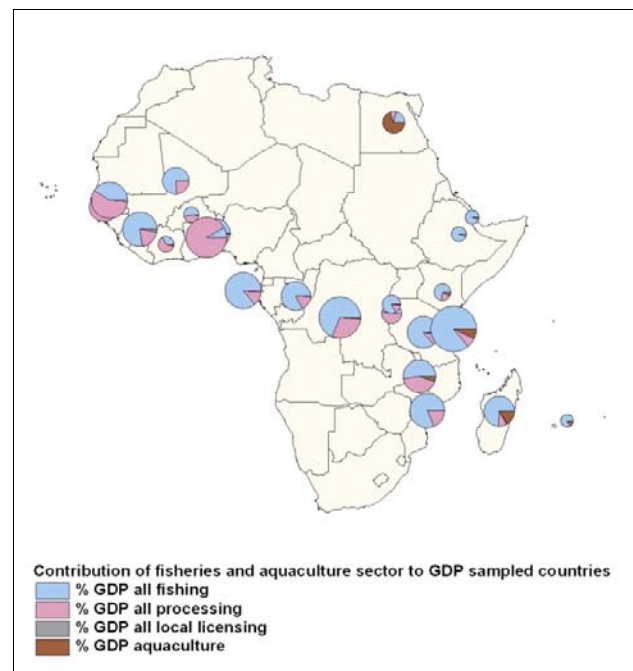 Contribution of fisheries and aquaculture sector to GDP sampled countries
% GDP all fishing
% GDP all processing
% GDP all local licensing
% GDP aquaculture